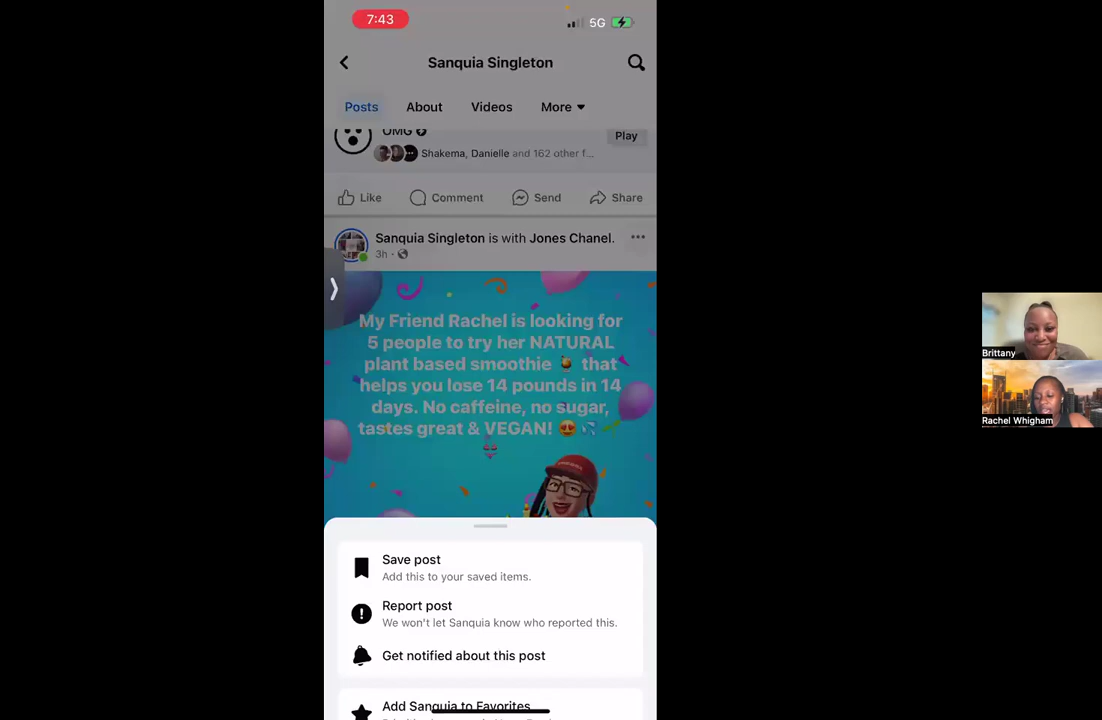 7:43
5G
Sanquia Singleton
Posts About Videos More
OMG
Play
Shakema, Danielle and 162 other f...
Like Comment Send Share
Sanquia Singleton is with Jones Chanel.
3h
My Friend Rachel is looking for
5 people to try her NATURAL
plant based smoothie that
helps you lose 14 pounds in 14
days. No caffeine, no sugar,
tastes great & VEGAN!
Brittany
Rachel Whigham
Save post
Add this to your saved items.
Report post
We won't let Sanquia know who reported this.
Get notified about this post
Add Sanquia to Favorites